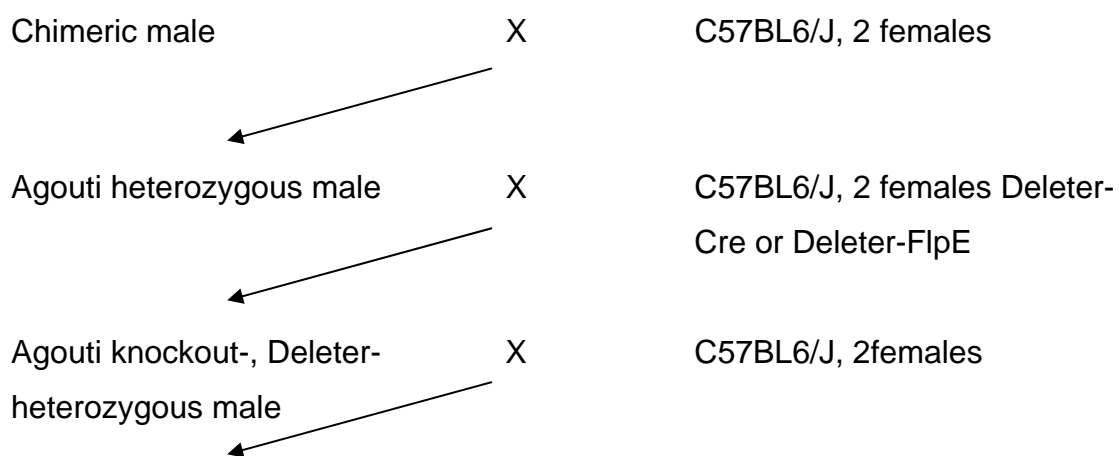 Chimeric male X C57BL6/J, 2 females
Agouti heterozygous male X C57BL6/J, 2 females Deleter-
Cre or Deleter-FlpE
Agouti knockout-, Deleter- X C57BL6/J, 2females
heterozygous male